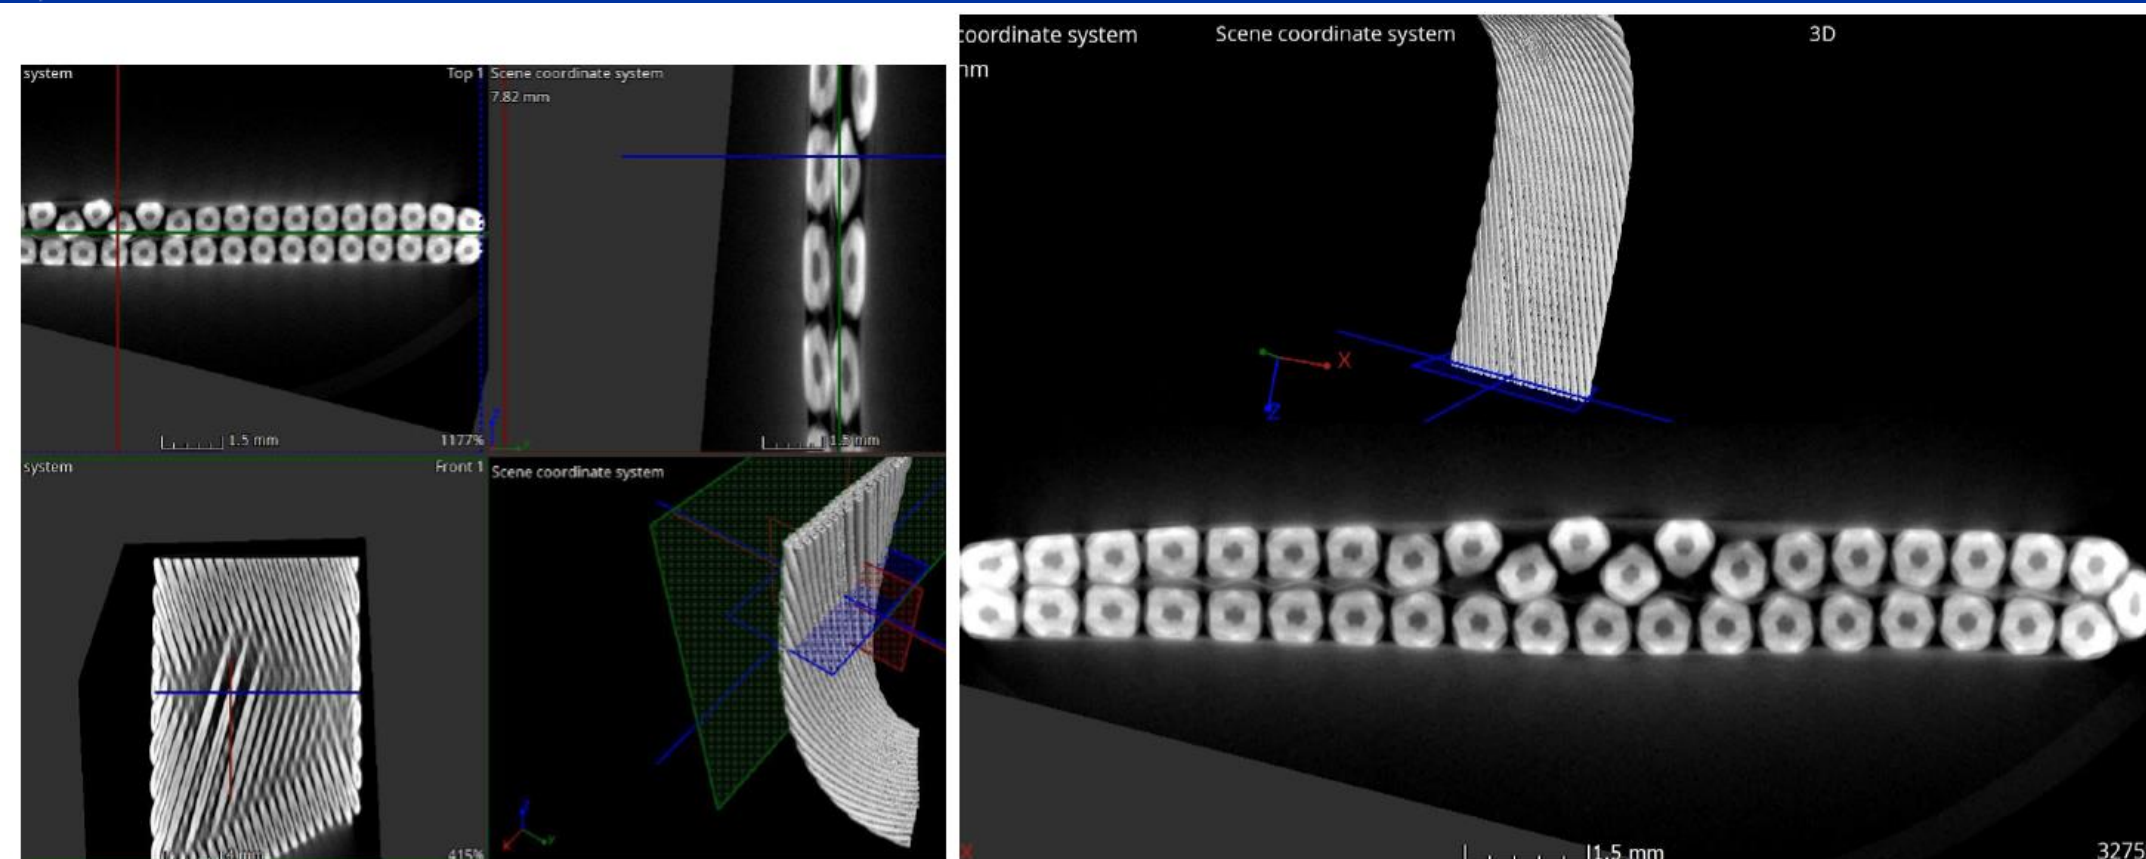 system
Top 1
Scene coordinate system
7.82 mm
1.5 mm
1177%
1.5 mm
system
Front 1
Scene coordinate system
415%
coordinate system
Scene coordinate system
3D
X
Z
X
1.5 mm
3275